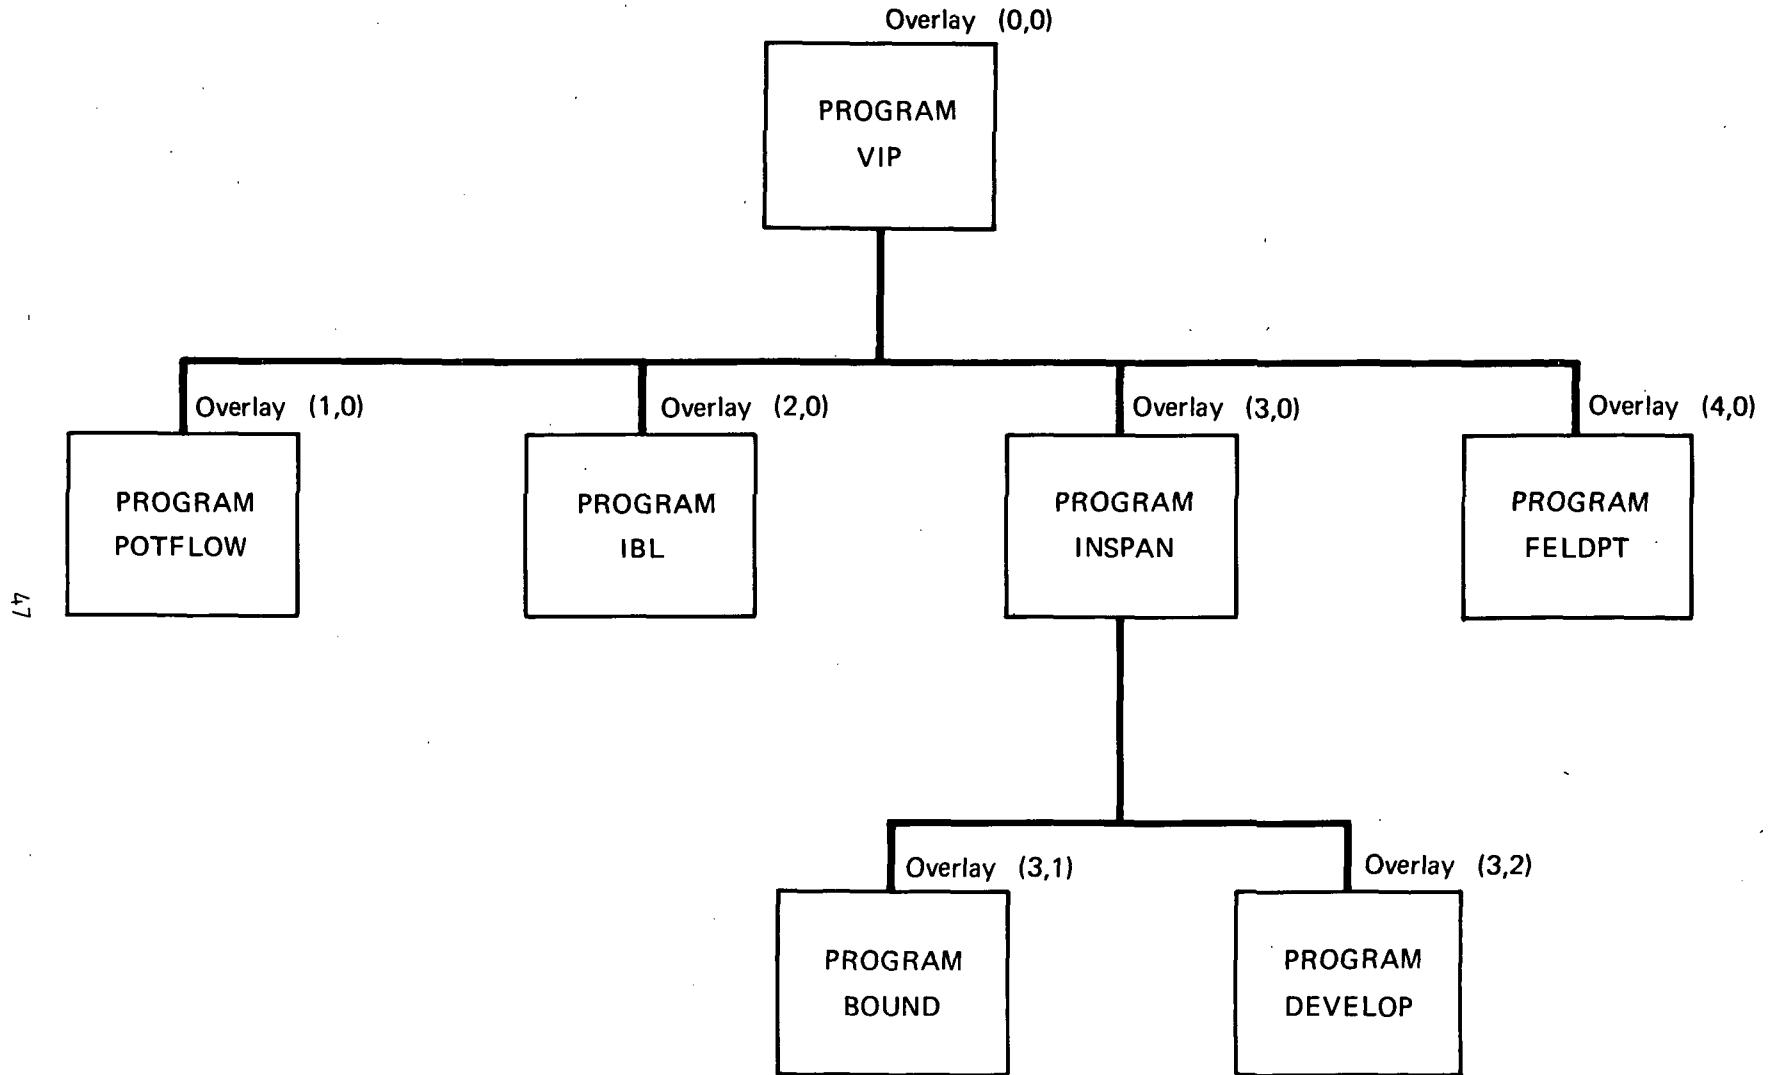 Overlay (0,0)
PROGRAM
VIP
Overlay (1,0)
Overlay (2,0)
Overlay (3,0)
Overlay (4,0)
PROGRAM
POTFLOW
PROGRAM
IBL
PROGRAM
INSPAN
PROGRAM
FELDPT
47
Overlay (3,1)
Overlay (3,2)
PROGRAM
BOUND
PROGRAM
DEVELOP